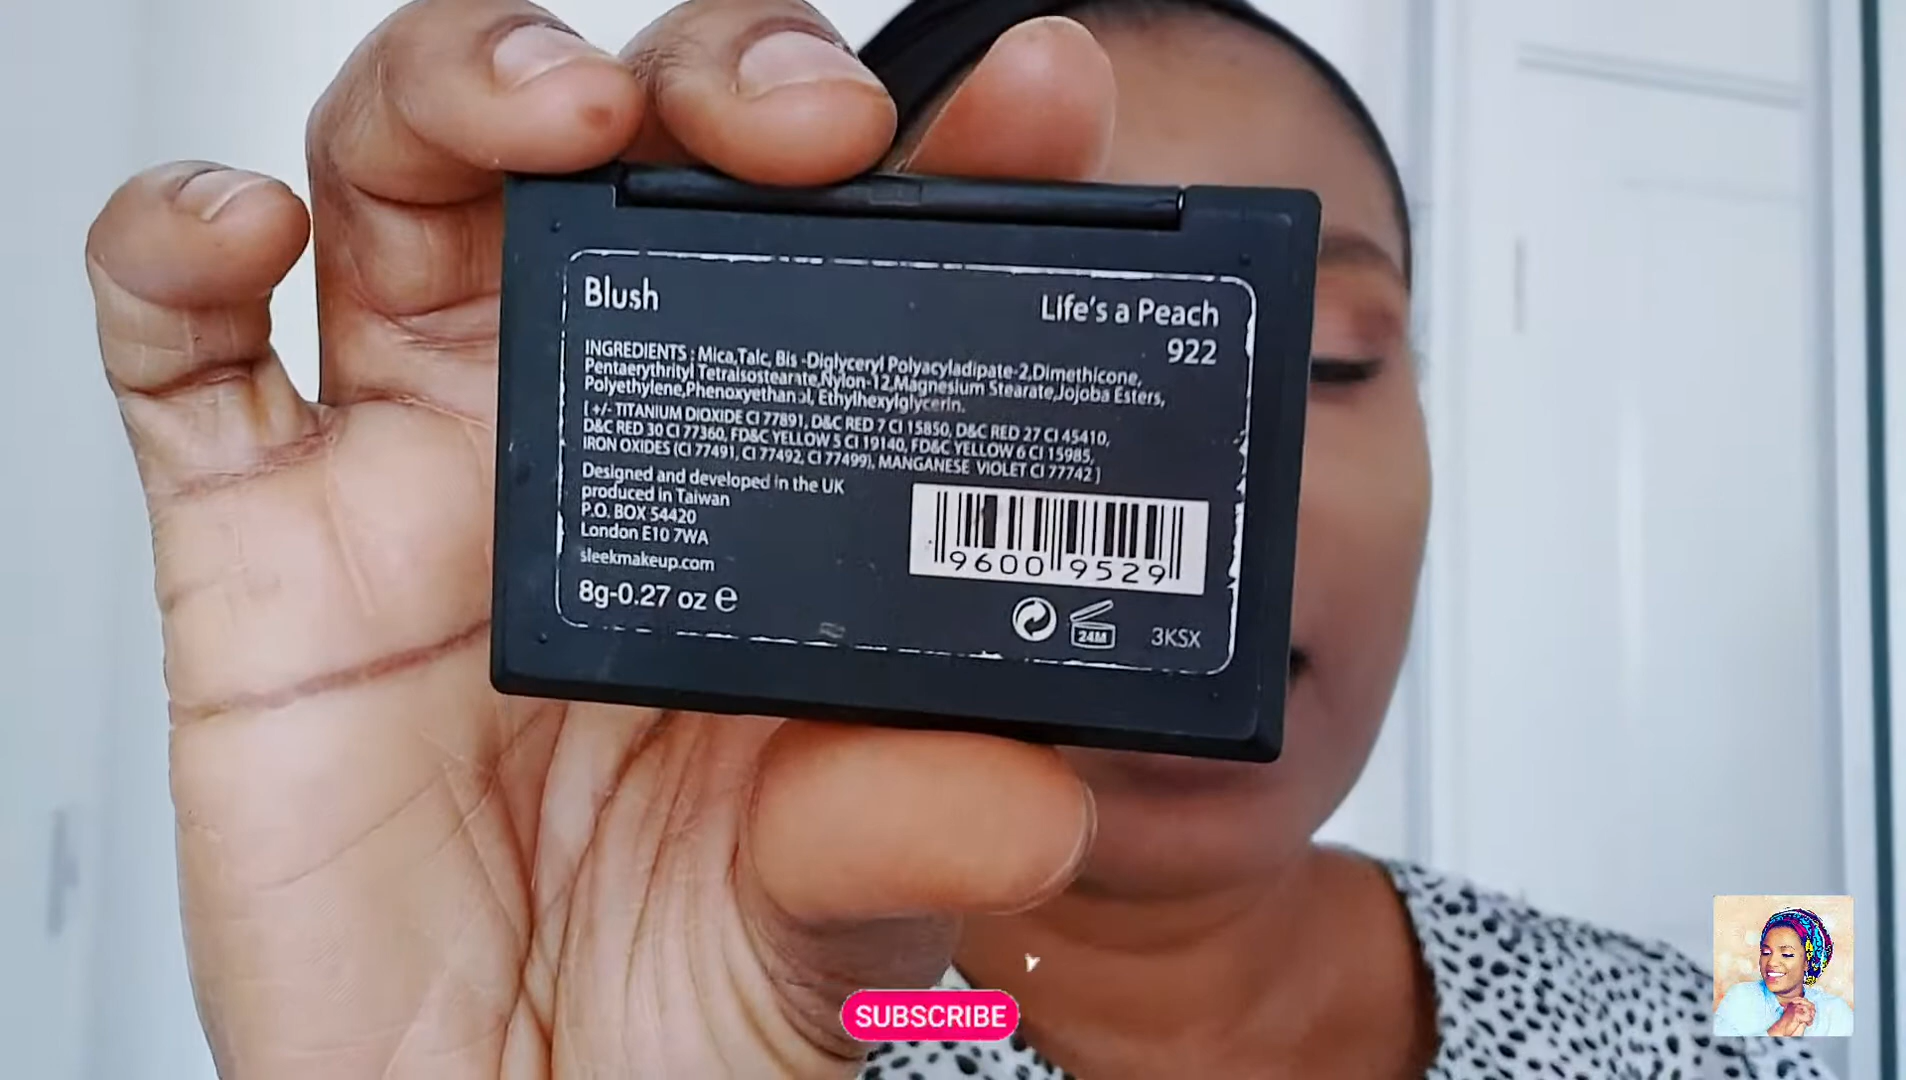 Blush
Life's a Peach
922
INGREDIENTS : Mica,Talc, Bis -Diglyceryl Polyacyladipate-2,Dimethicone,
Pentaerythrityl Tetraisostearate,Nylon-12,Magnesium Stearate,Jojoba Esters,
Polyethylene,Phenoxyethanol, Ethylhexylglycerin.
[ +/- TITANIUM DIOXIDE CI 77891, D&C RED 7 CI 15850, D&C RED 27 CI 45410,
D&C RED 30 CI 77360, FD&C YELLOW 5 CI 19140, FD&C YELLOW 6 CI 15985,
IRON OXIDES (CI 77491, CI 77492, CI 77499), MANGANESE VIOLET CI 77742 ]
Designed and developed in the UK
produced in Taiwan
P.O. BOX 54420
London E10 7WA
sleekmakeup.com
8g-0.27 oz e
9600 9529
24M
3KSX
SUBSCRIBE